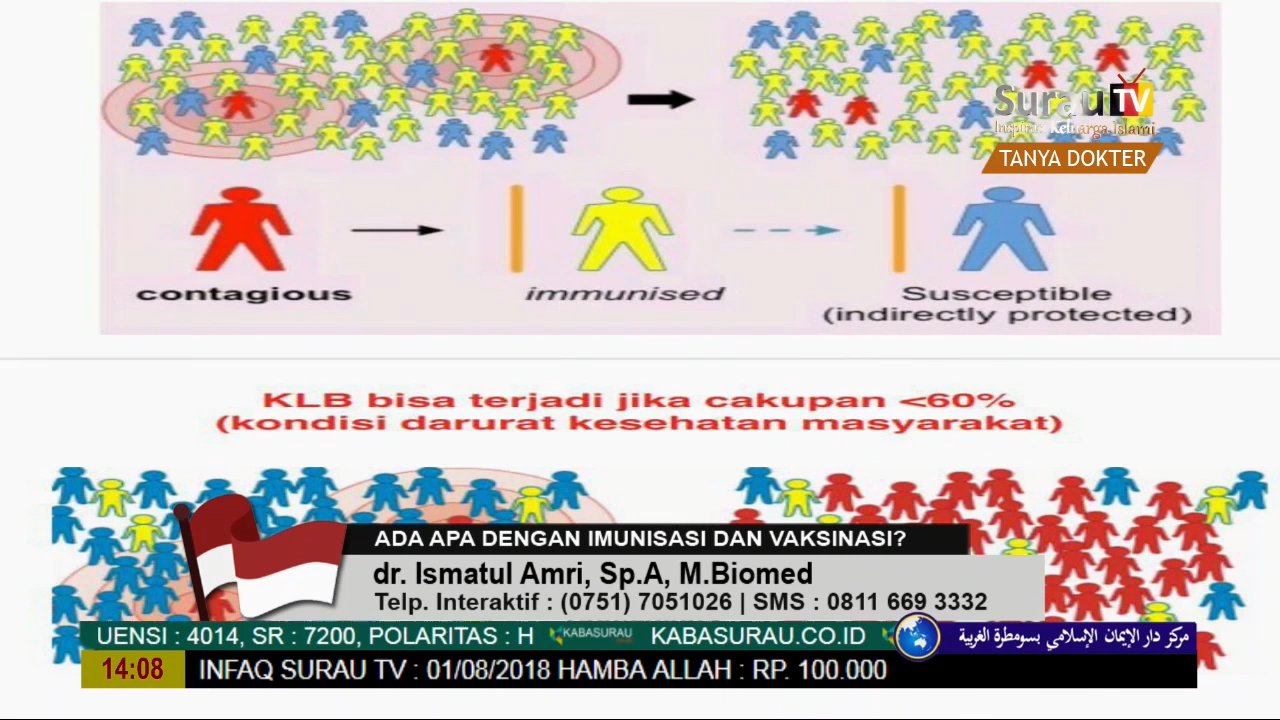 Surau TV
Inspirasi Keluarga Islami
TANYA DOKTER
contagious
immunised
Susceptible
(indirectly protected)
KLB bisa terjadi jika cakupan <60%
(kondisi darurat kesehatan masyarakat)
ADA APA DENGAN IMUNISASI DAN VAKSINASI?
dr. Ismatul Amri, Sp.A, M.Biomed
Telp. Interaktif : (0751) 7051026 | SMS : 0811 669 3332
UENSI : 4014, SR : 7200, POLARITAS : H KABASURAU KABASURAU.CO.ID
مركز دار الإيمان الإسلامي بسومطرة الغربية
14:08 INFAQ SURAU TV : 01/08/2018 HAMBA ALLAH : RP. 100.000